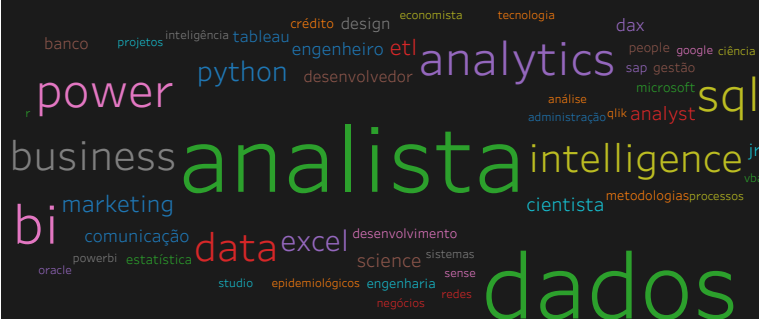 economista
tecnologia
crédito
design
dax
inteligência
tableau
projetos
banco
engenheiro
etl
analytics
people
google
ciência
python
desenvolvedor
sap
gestão
power
microsoft
sql
análise
r
administração
qlik
analyst
business
analista
intelligence
jr
vba
marketing
cientista
metodologias
processos
bi
comunicação
data
excel
desenvolvimento
powerbi
estatística
science
sistemas
oracle
sense
studio
epidemiológicos
engenharia
dados
redes
negócios